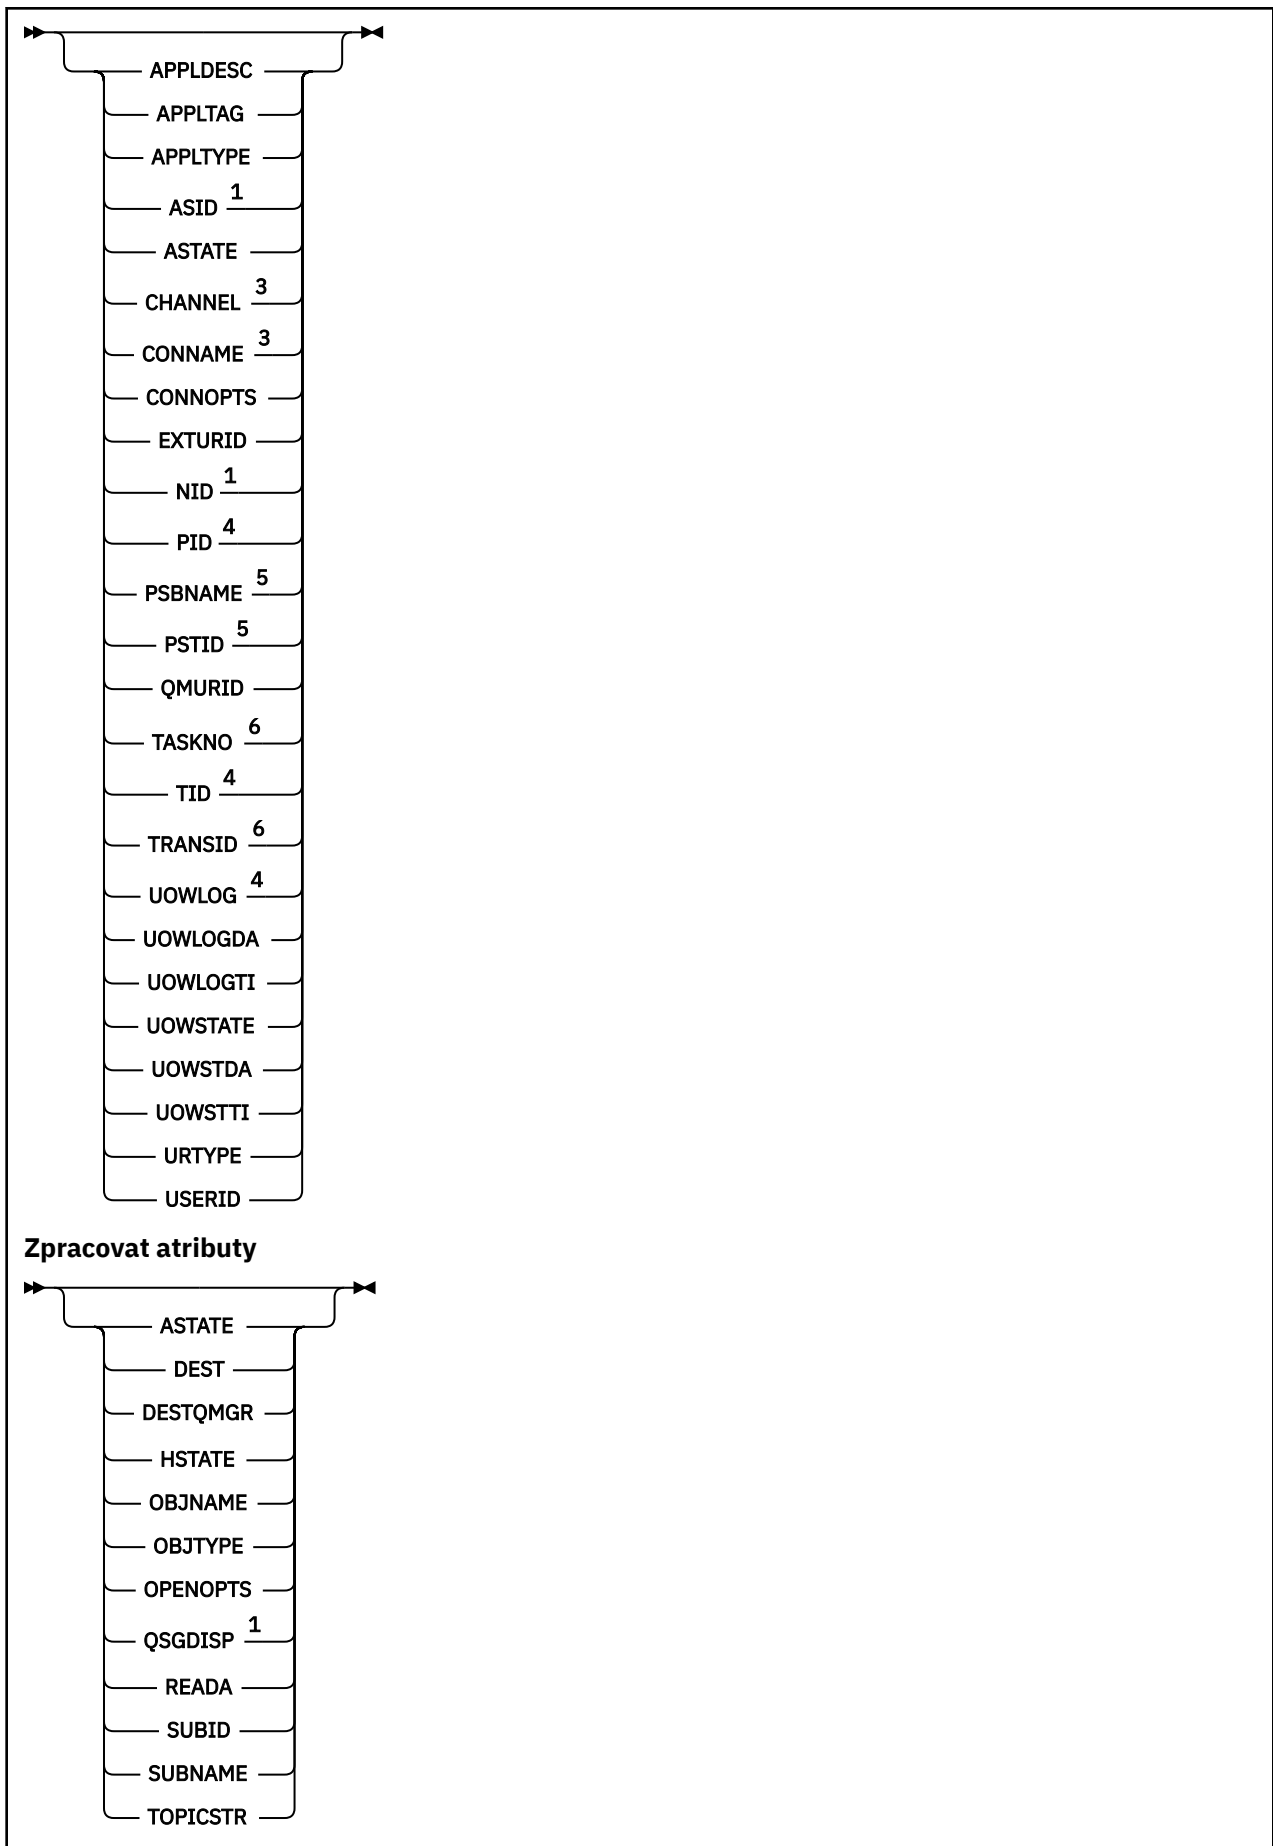 APPLDESC
APPLTAG
APPLTYPE
ASID 1
ASTATE
CHANNEL 3
CONNAME 3
CONNOPTS
EXTURID
NID 1
PID 4
PSBNAME 5
PSTID 5
QMURID
TASKNO 6
TID 4
TRANSID 6
UOWLOG 4
UOWLOGDA
UOWLOGTI
UOWSTATE
UOWSTDA
UOWSTTI
URTYPE
USERID
Zpracovat atributy
ASTATE
DEST
DESTQMGR
HSTATE
OBJNAME
OBJTYPE
OPENOPTS
QSGDISP 1
READA
SUBID
SUBNAME
TOPICSTR